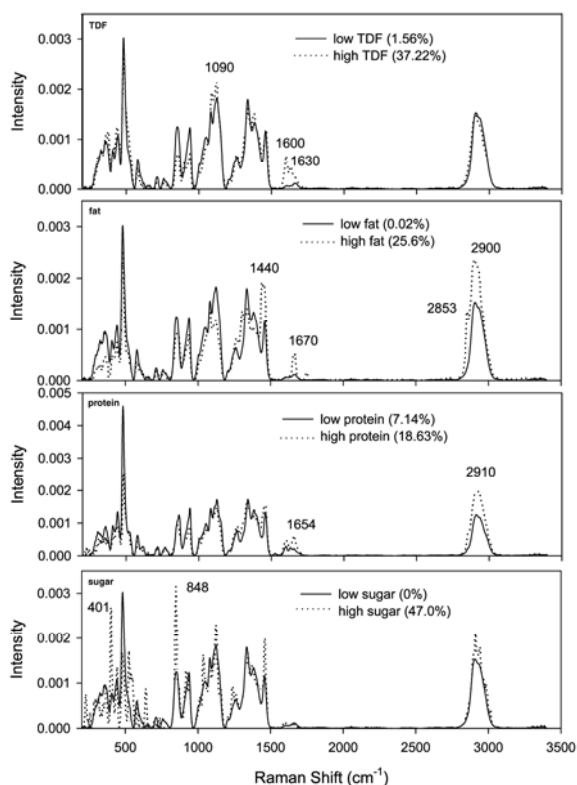 TDF
low TDF (1.56%)
high TDF (37.22%)
1090
1600
1630
0.003
0.002
0.001
0.000
Intensity
fat
low fat (0.02%)
high fat (25.6%)
2900
1440
2853
1670
0.003
0.002
0.001
0.000
Intensity
protein
low protein (7.14%)
high protein (18.63%)
2910
1654
0.005
0.004
0.003
0.002
0.001
0.000
Intensity
sugar
848
low sugar (0%)
high sugar (47.0%)
401
0.003
0.002
0.001
0.000
Intensity
500 1000 1500 2000 2500 3000 3500
Raman Shift (cm⁻¹)